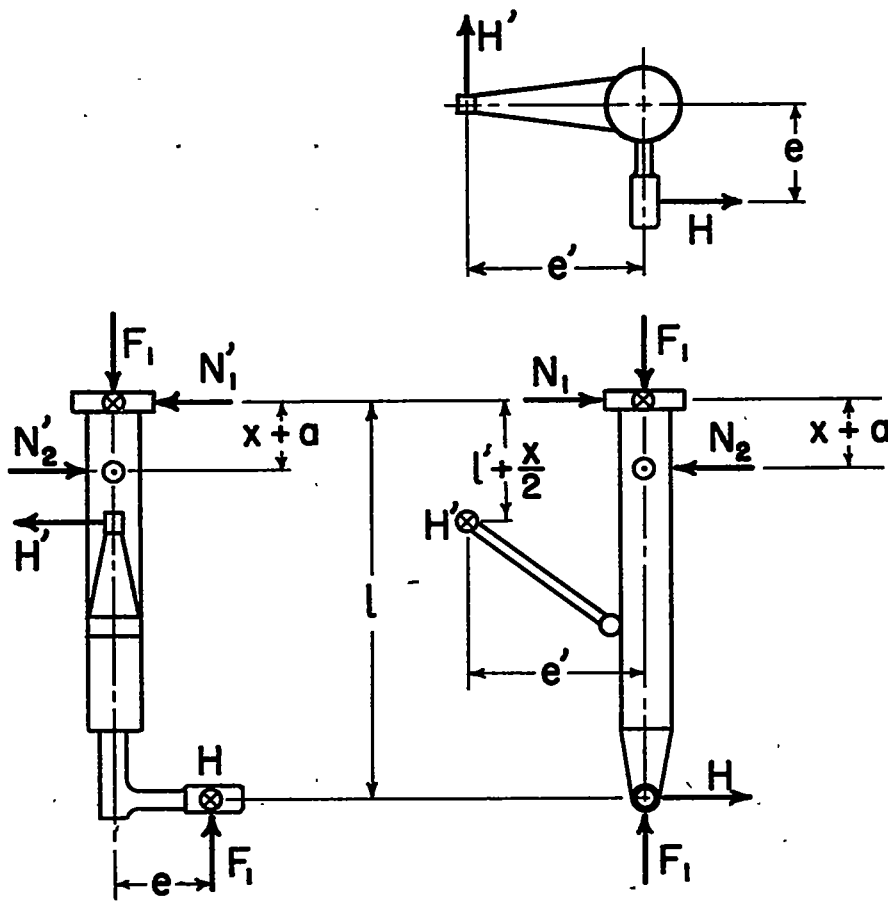 H'
e
H
e'
F₁
N₁'
x + a
N₂'
H'
l
H
F₁
e
l' + x/2
H'
e'
F₁
N₁
x + a
N₂
H
F₁